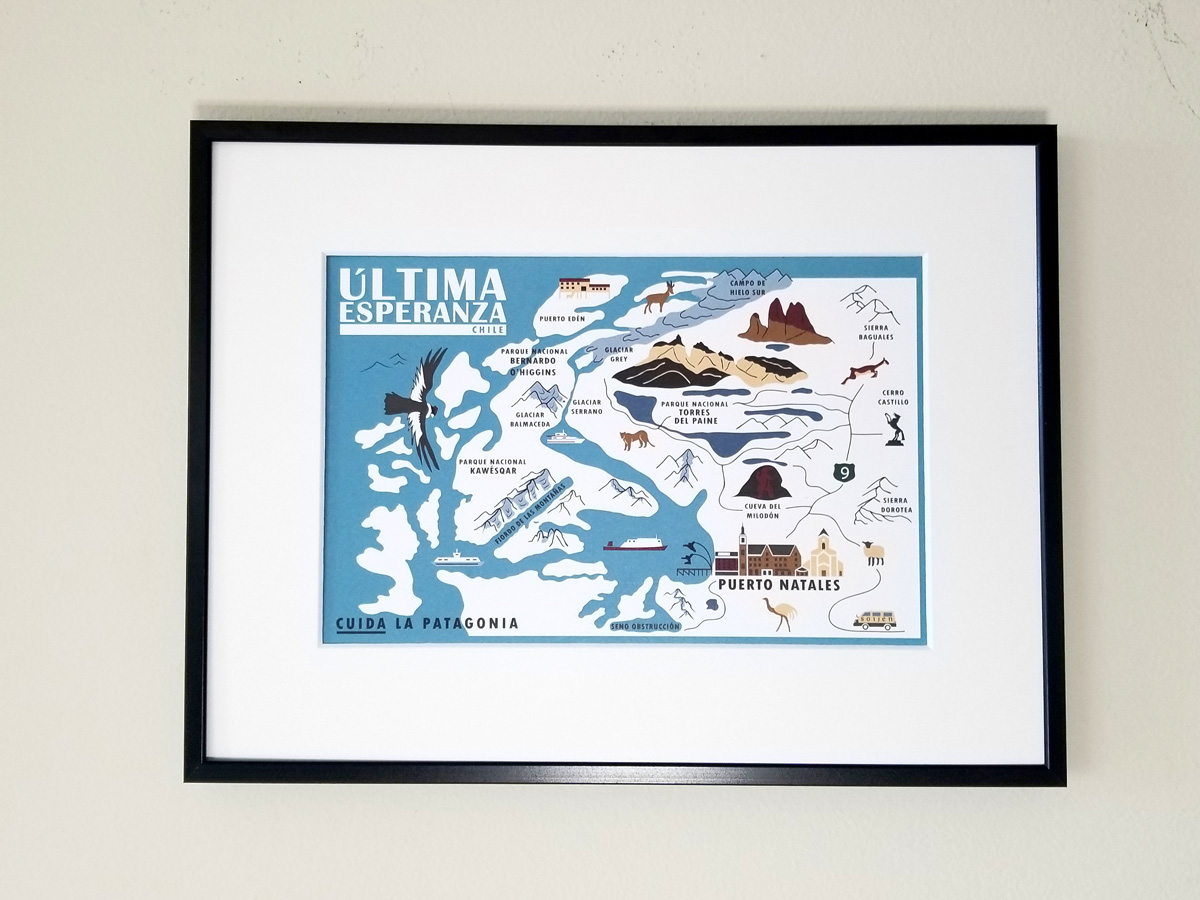 ÚLTIMA
ESPERANZA
CHILE
PUERTO EDÉN
CAMPO DE
HIELO SUR
SIERRA
BAGUALES
PARQUE NACIONAL
BERNARDO
O'HIGGINS
GLACIAR
GREY
GLACIAR
BALMACEDA
GLACIAR
SERRANO
PARQUE NACIONAL
TORRES
DEL PAINE
CERRO
CASTILLO
PARQUE NACIONAL
KAWÉSQAR
FIORDO DE LAS MONTAÑAS
9
CUEVA DEL
MILODÓN
SIERRA
DOROTEA
PUERTO NATALES
CUIDA LA PATAGONIA
SENO OBSTRUCCIÓN